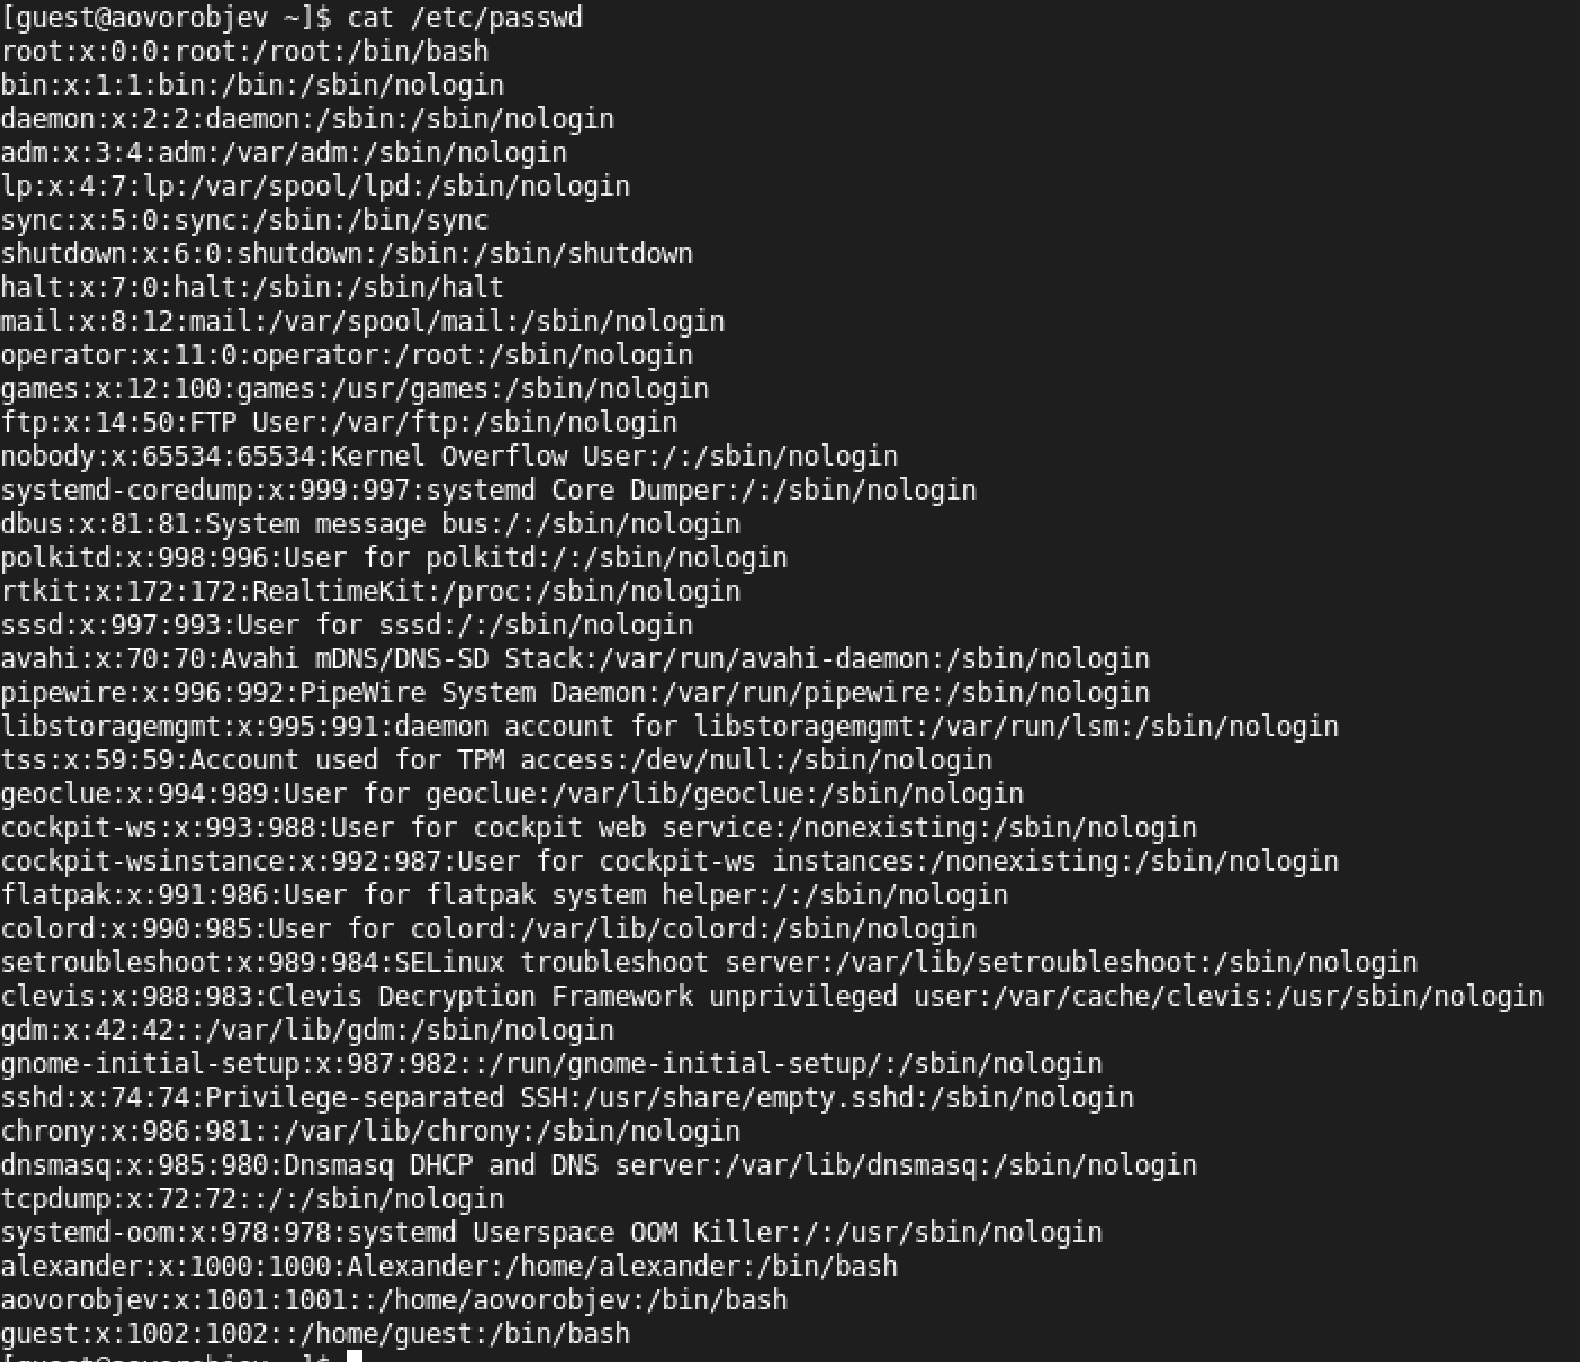 [guest@aovorobjev ~]$ cat /etc/passwd
root:x:0:0:root:/root:/bin/bash
bin:x:1:1:bin:/bin:/sbin/nologin
daemon:x:2:2:daemon:/sbin:/sbin/nologin
adm:x:3:4:adm:/var/adm:/sbin/nologin
lp:x:4:7:lp:/var/spool/lpd:/sbin/nologin
sync:x:5:0:sync:/sbin:/bin/sync
shutdown:x:6:0:shutdown:/sbin:/sbin/shutdown
halt:x:7:0:halt:/sbin:/sbin/halt
mail:x:8:12:mail:/var/spool/mail:/sbin/nologin
operator:x:11:0:operator:/root:/sbin/nologin
games:x:12:100:games:/usr/games:/sbin/nologin
ftp:x:14:50:FTP User:/var/ftp:/sbin/nologin
nobody:x:65534:65534:Kernel Overflow User:/:/sbin/nologin
systemd-coredump:x:999:997:systemd Core Dumper:/:/sbin/nologin
dbus:x:81:81:System message bus:/:/sbin/nologin
polkitd:x:998:996:User for polkitd:/:/sbin/nologin
rtkit:x:172:172:RealtimeKit:/proc:/sbin/nologin
sssd:x:997:993:User for sssd:/:/sbin/nologin
avahi:x:70:70:Avahi mDNS/DNS-SD Stack:/var/run/avahi-daemon:/sbin/nologin
pipewire:x:996:992:PipeWire System Daemon:/var/run/pipewire:/sbin/nologin
libstoragemgmt:x:995:991:daemon account for libstoragemgmt:/var/run/lsm:/sbin/nologin
tss:x:59:59:Account used for TPM access:/dev/null:/sbin/nologin
geoclue:x:994:989:User for geoclue:/var/lib/geoclue:/sbin/nologin
cockpit-ws:x:993:988:User for cockpit web service:/nonexisting:/sbin/nologin
cockpit-wsinstance:x:992:987:User for cockpit-ws instances:/nonexisting:/sbin/nologin
flatpak:x:991:986:User for flatpak system helper:/:/sbin/nologin
colord:x:990:985:User for colord:/var/lib/colord:/sbin/nologin
setroubleshoot:x:989:984:SELinux troubleshoot server:/var/lib/setroubleshoot:/sbin/nologin
clevis:x:988:983:Clevis Decryption Framework unprivileged user:/var/cache/clevis:/usr/sbin/nologin
gdm:x:42:42::/var/lib/gdm:/sbin/nologin
gnome-initial-setup:x:987:982::/run/gnome-initial-setup/:/sbin/nologin
sshd:x:74:74:Privilege-separated SSH:/usr/share/empty.sshd:/sbin/nologin
chrony:x:986:981::/var/lib/chrony:/sbin/nologin
dnsmasq:x:985:980:Dnsmasq DHCP and DNS server:/var/lib/dnsmasq:/sbin/nologin
tcpdump:x:72:72::/:/sbin/nologin
systemd-oom:x:978:978:systemd Userspace OOM Killer:/:/usr/sbin/nologin
alexander:x:1000:1000:Alexander:/home/alexander:/bin/bash
aovorobjev:x:1001:1001::/home/aovorobjev:/bin/bash
guest:x:1002:1002::/home/guest:/bin/bash
[guest@aovorobjev ~]$